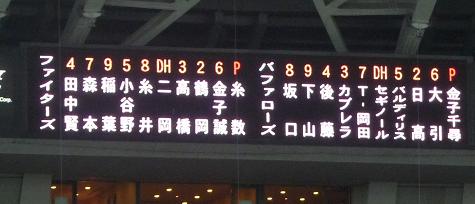 ファイターズ
4 田中賢
7 森本
9 稲葉
5 小谷野
8 糸井
DH 二岡
3 高橋
2 鶴岡
6 金子誠
P 糸数
バファローズ
8 坂口
9 下山
4 後藤
3 カブレラ
7 T-岡田
DH セギノール
5 バルディリス
2 日高
6 大引
P 金子千尋
Corp.